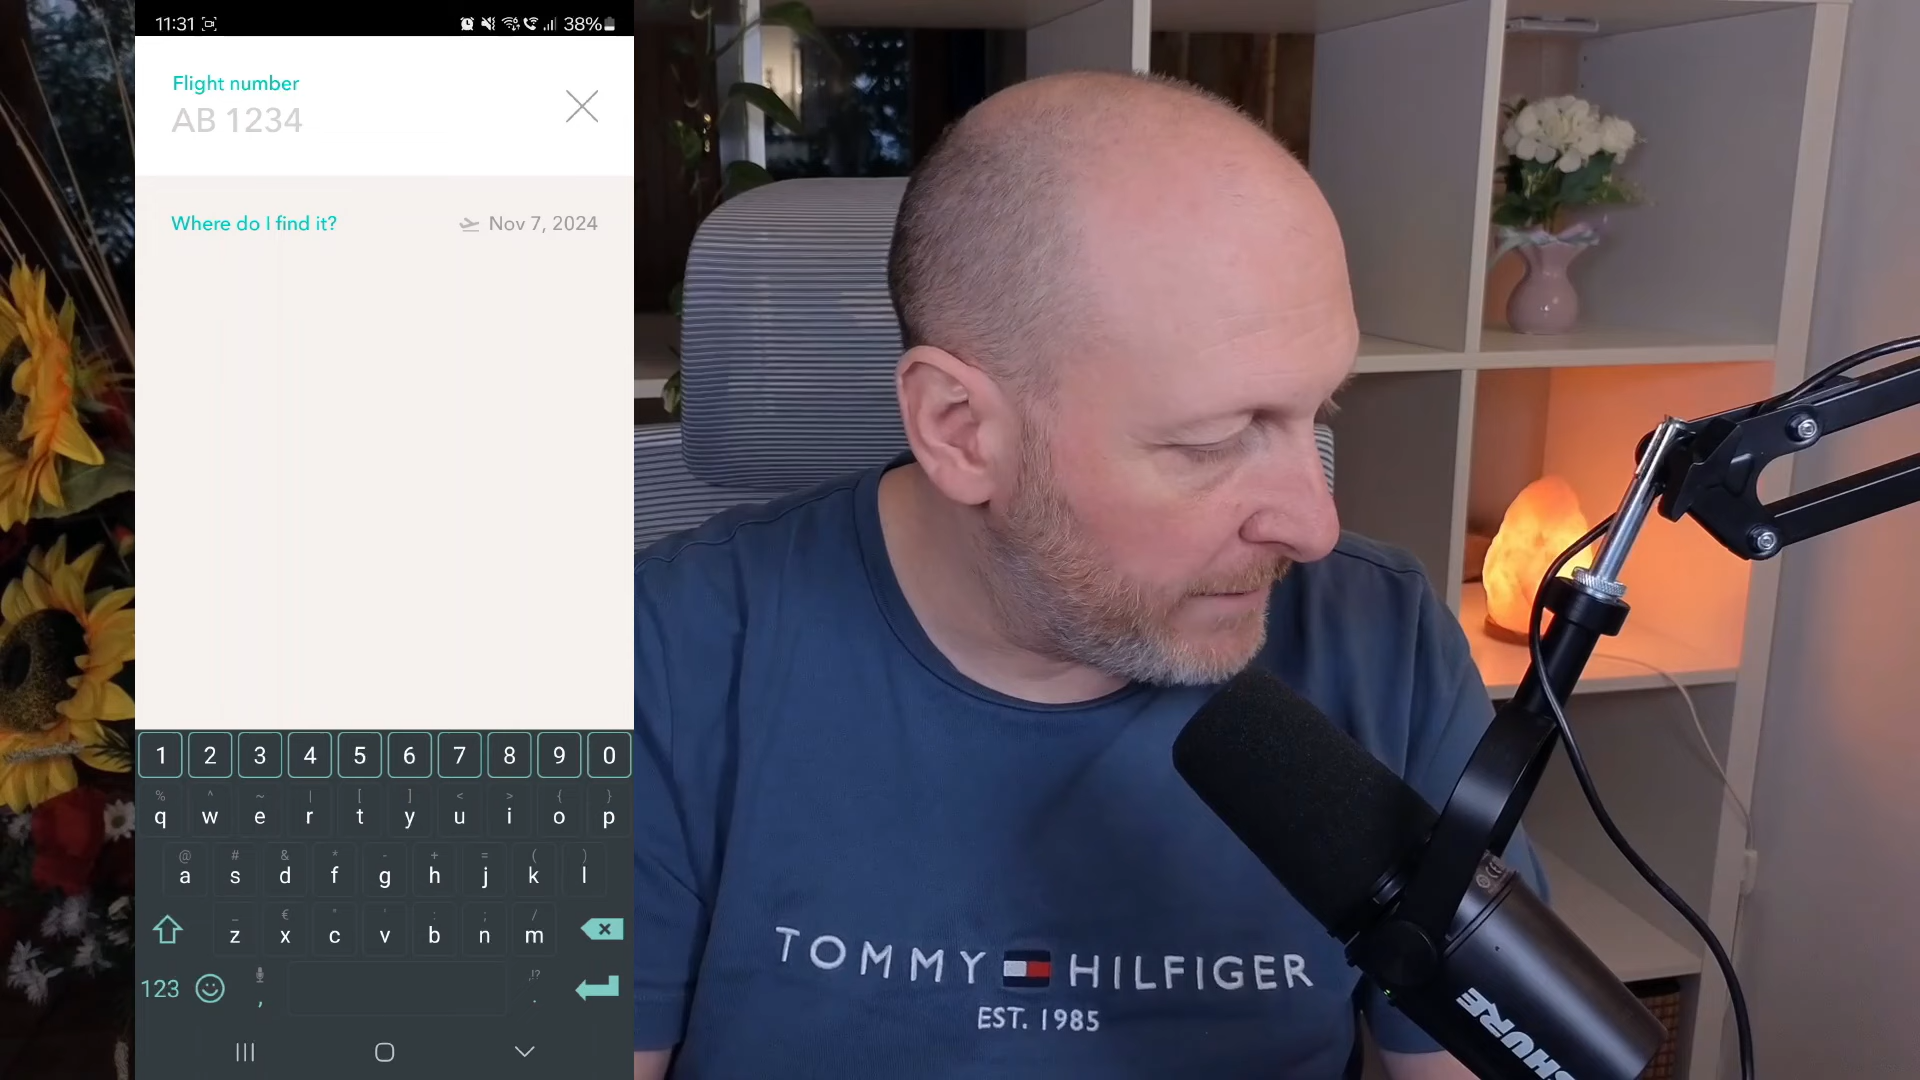 11:31
38%
Flight number
AB 1234
Where do I find it?
Nov 7, 2024
1 2 3 4 5 6 7 8 9 0
% ^ ~ | [ ] < > { }
q w e r t y u i o p
@ # & * - + = ( )
a s d f g h j k l
_ € " ' : ; /
z x c v b n m
123 , .
,!?
TOMMY HILFIGER
EST. 1985
SHURE